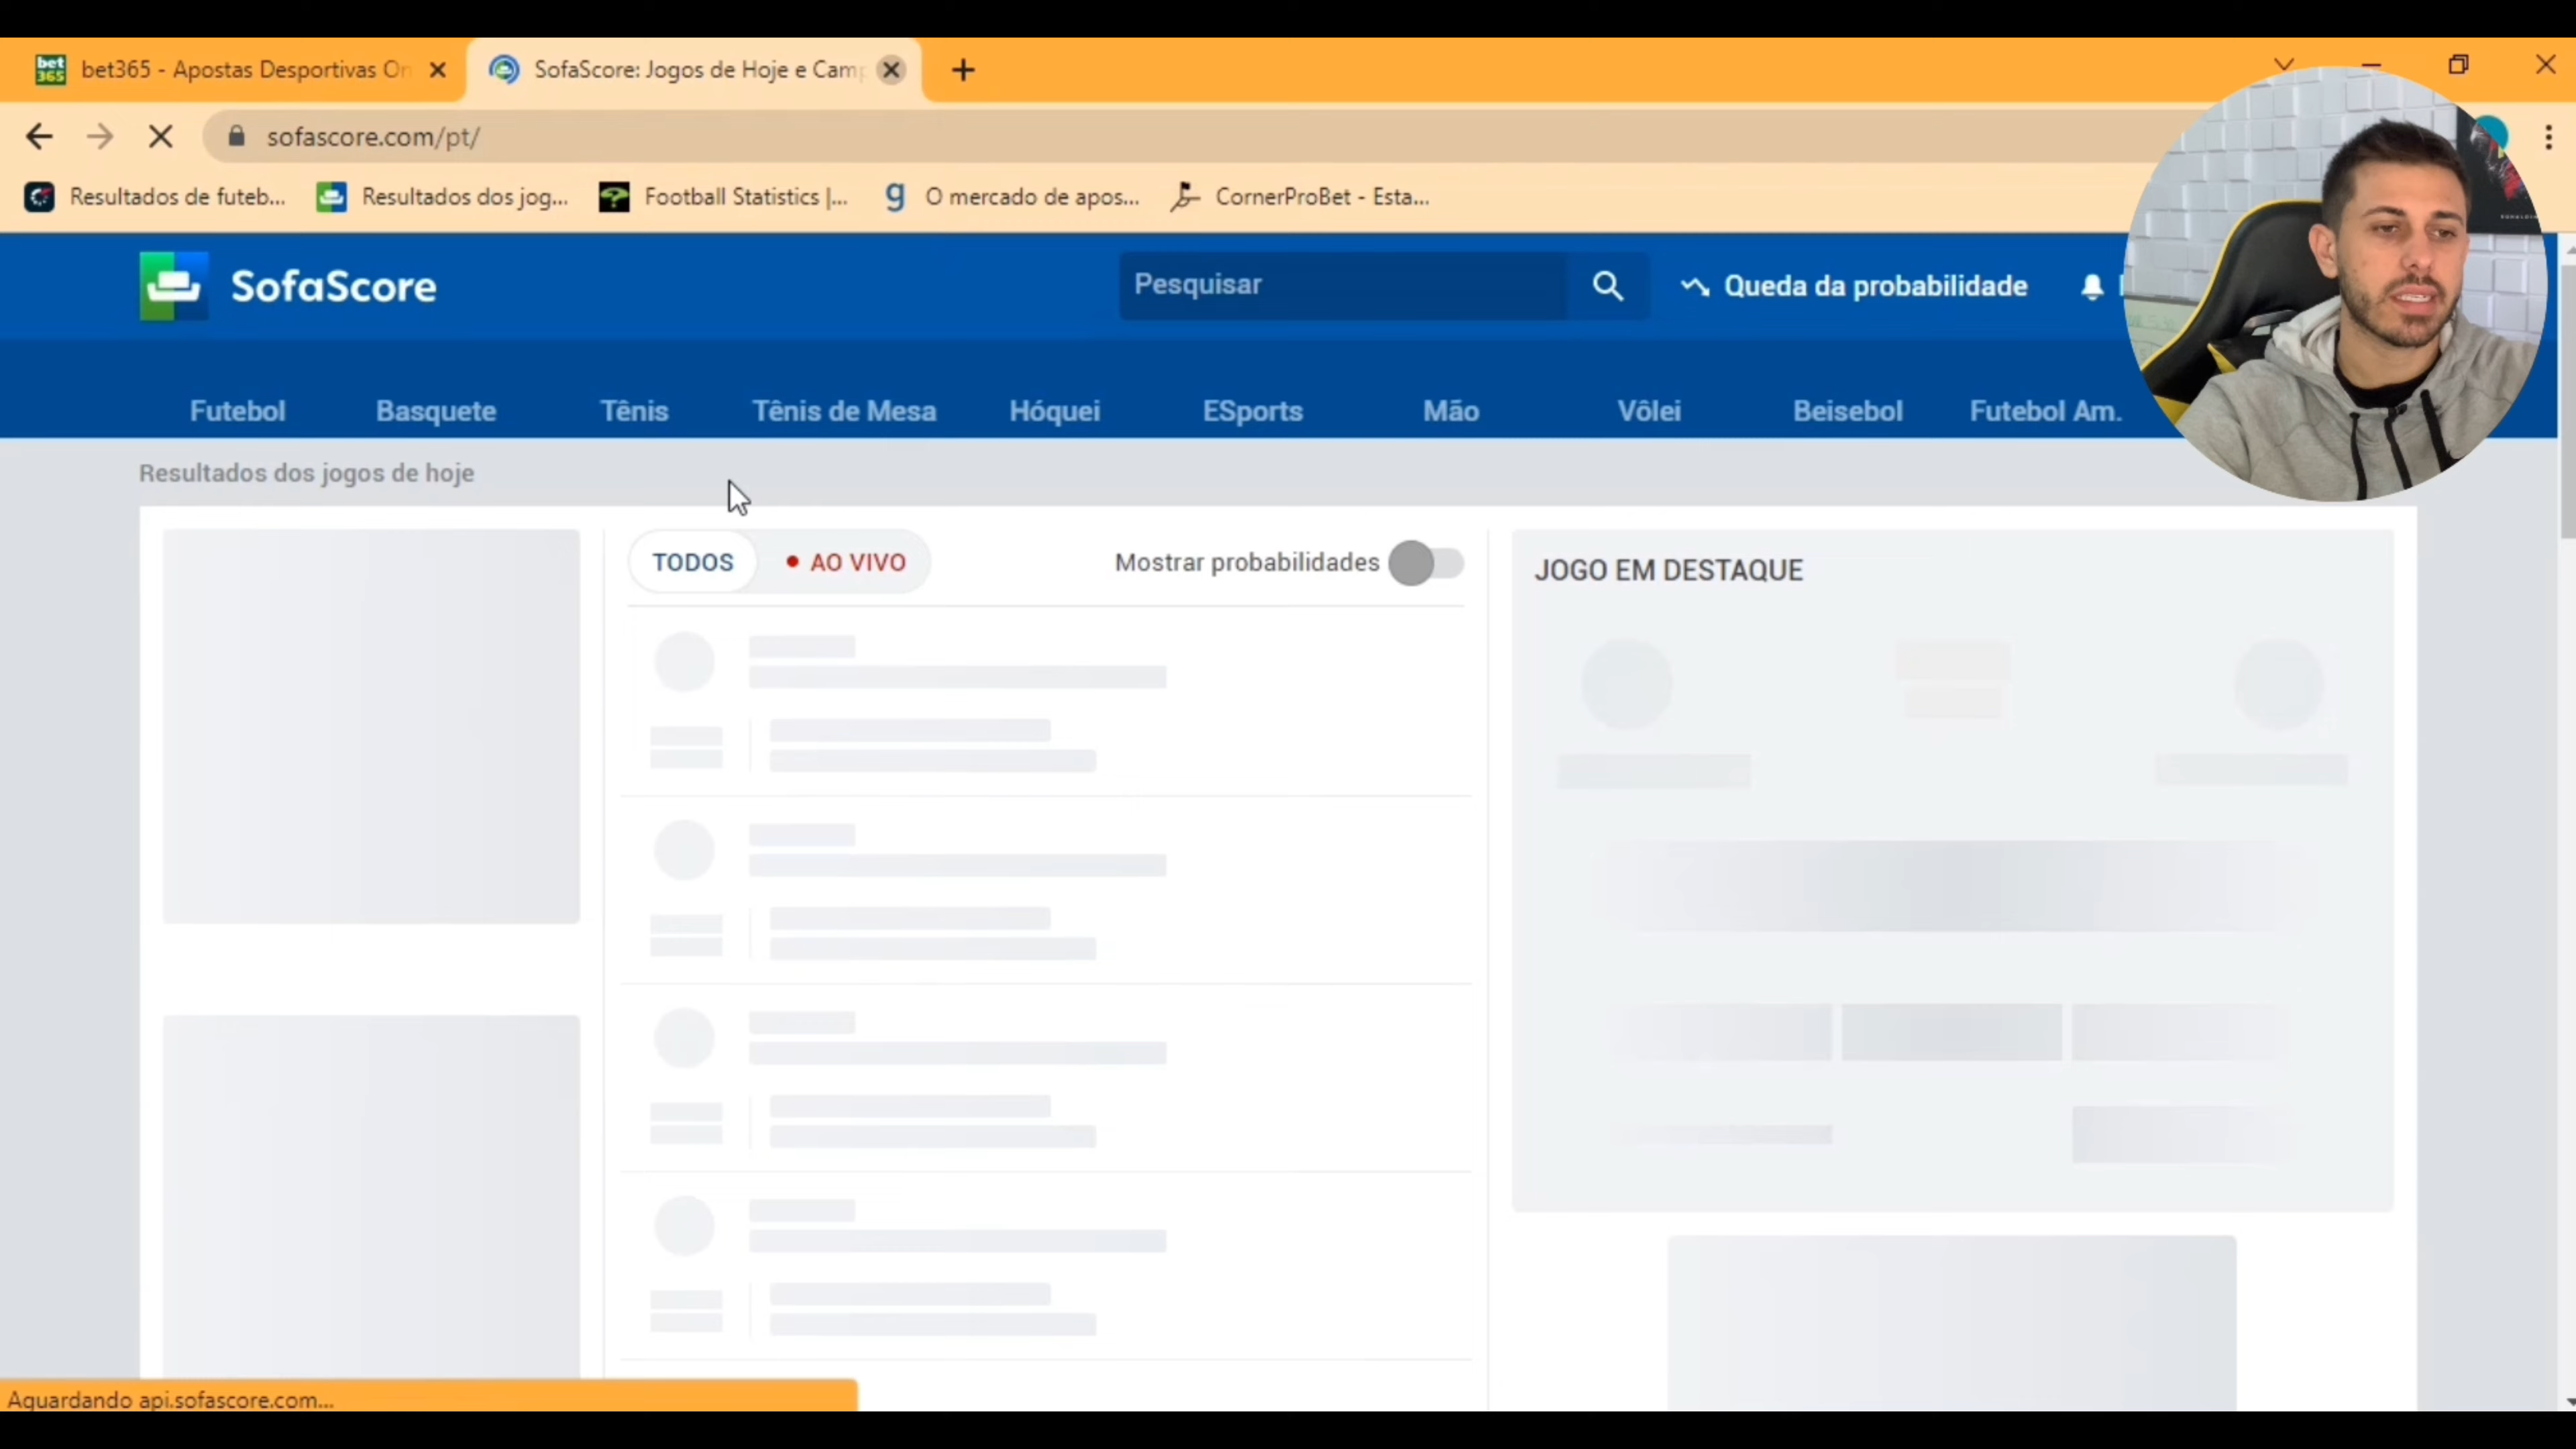 bet365 - Apostas Desportivas On
SofaScore: Jogos de Hoje e Camp
sofascore.com/pt/
Resultados de futeb...
Resultados dos jog...
Football Statistics |...
O mercado de apos...
CornerProBet - Esta...
SofaScore
Pesquisar
Queda da probabilidade
Futebol
Basquete
Tênis
Tênis de Mesa
Hóquei
ESports
Mão
Vôlei
Beisebol
Futebol Am.
Resultados dos jogos de hoje
TODOS
AO VIVO
Mostrar probabilidades
JOGO EM DESTAQUE
Aguardando api.sofascore.com...